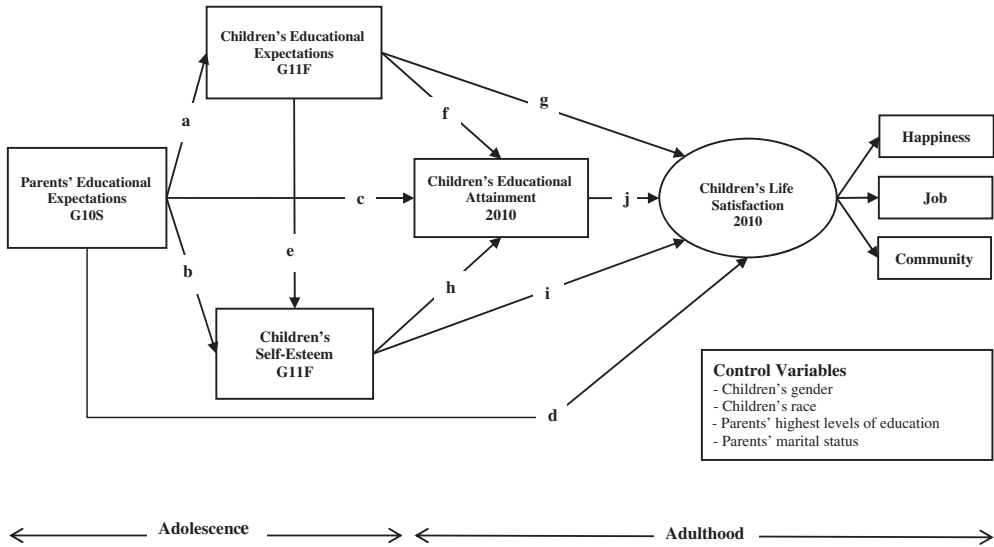 Children's Educational
Expectations
G11F
a
f
g
Parents' Educational
Expectations
G10S
c
Children's Educational
Attainment
2010
j
Children's Life
Satisfaction
2010
Happiness
Job
Community
b
e
h
i
Children's
Self-Esteem
G11F
d
Control Variables
- Children's gender
- Children's race
- Parents' highest levels of education
- Parents' marital status
Adolescence
Adulthood